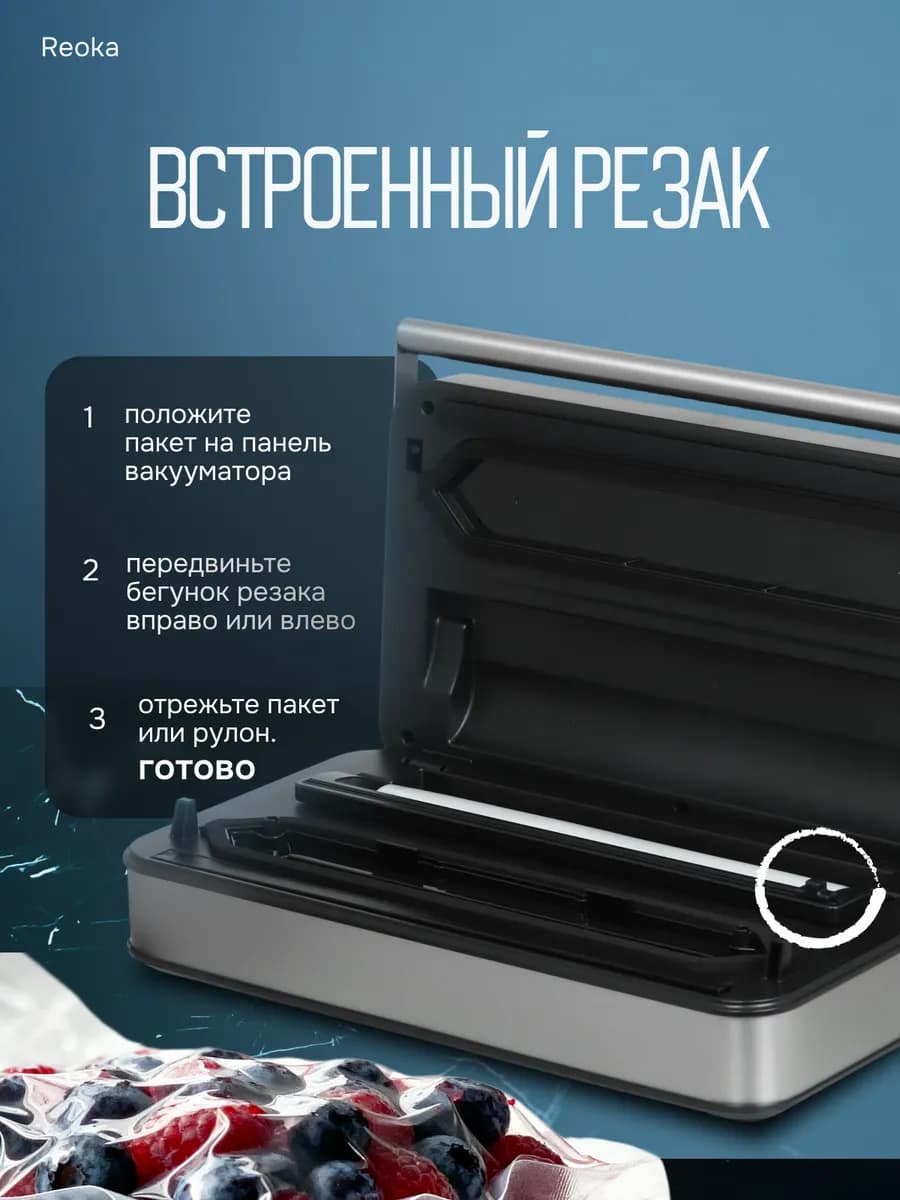 Reoka
ВСТРОЕННЫЙ РЕЗАК
1
положите
пакет на панель
вакууматора
2
передвиньте
бегунок резака
вправо или влево
3
отрежьте пакет
или рулон.
готово